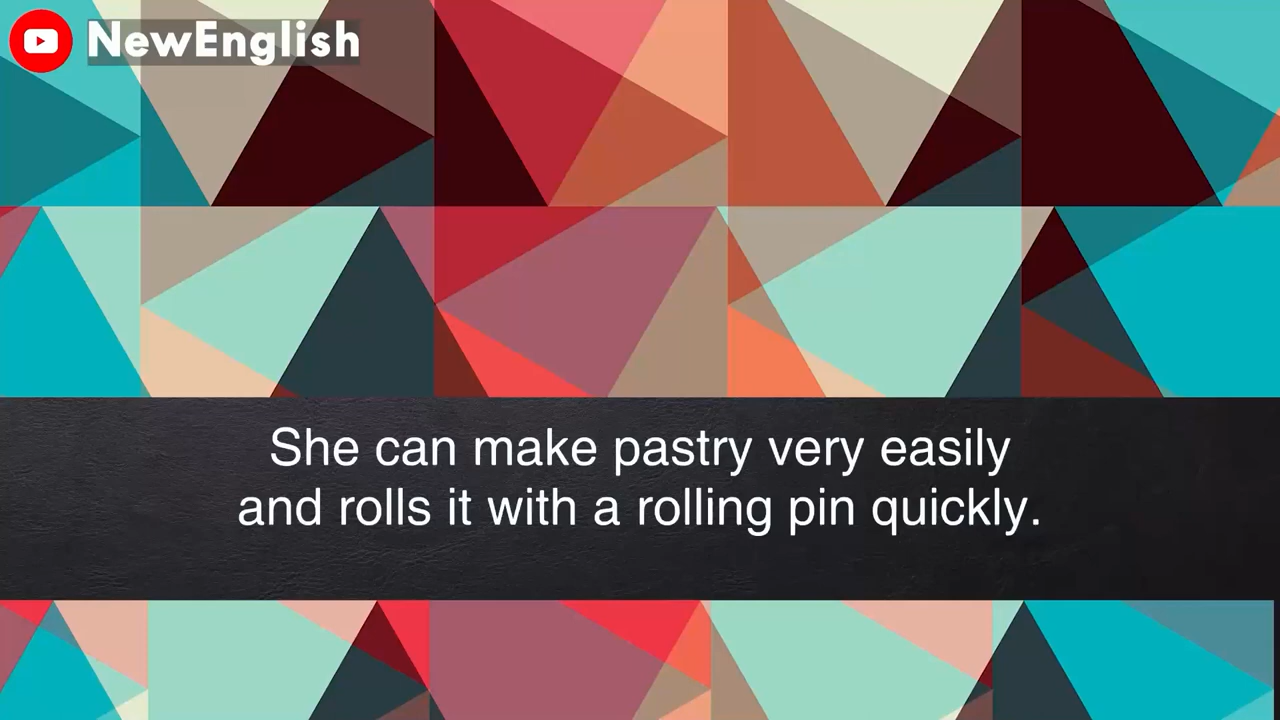 NewEnglish
She can make pastry very easily
and rolls it with a rolling pin quickly.